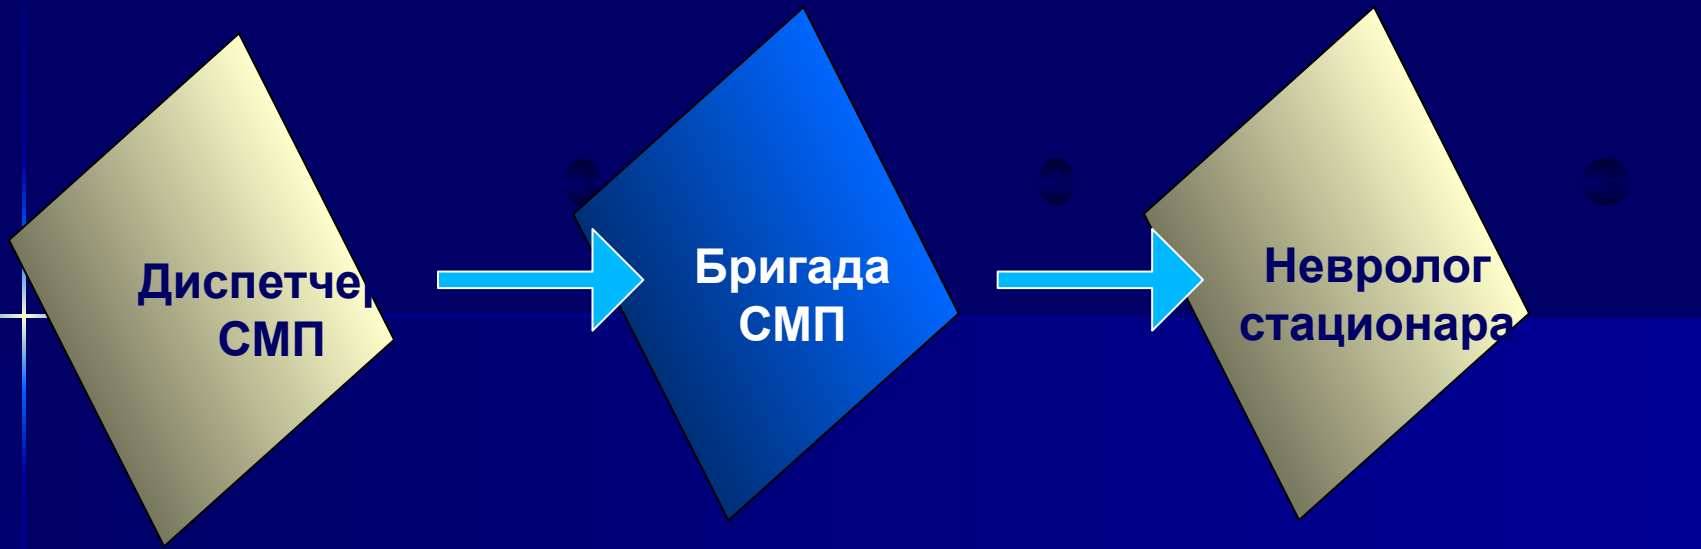 Диспетчер
СМП
Бригада
СМП
Невролог
стационара